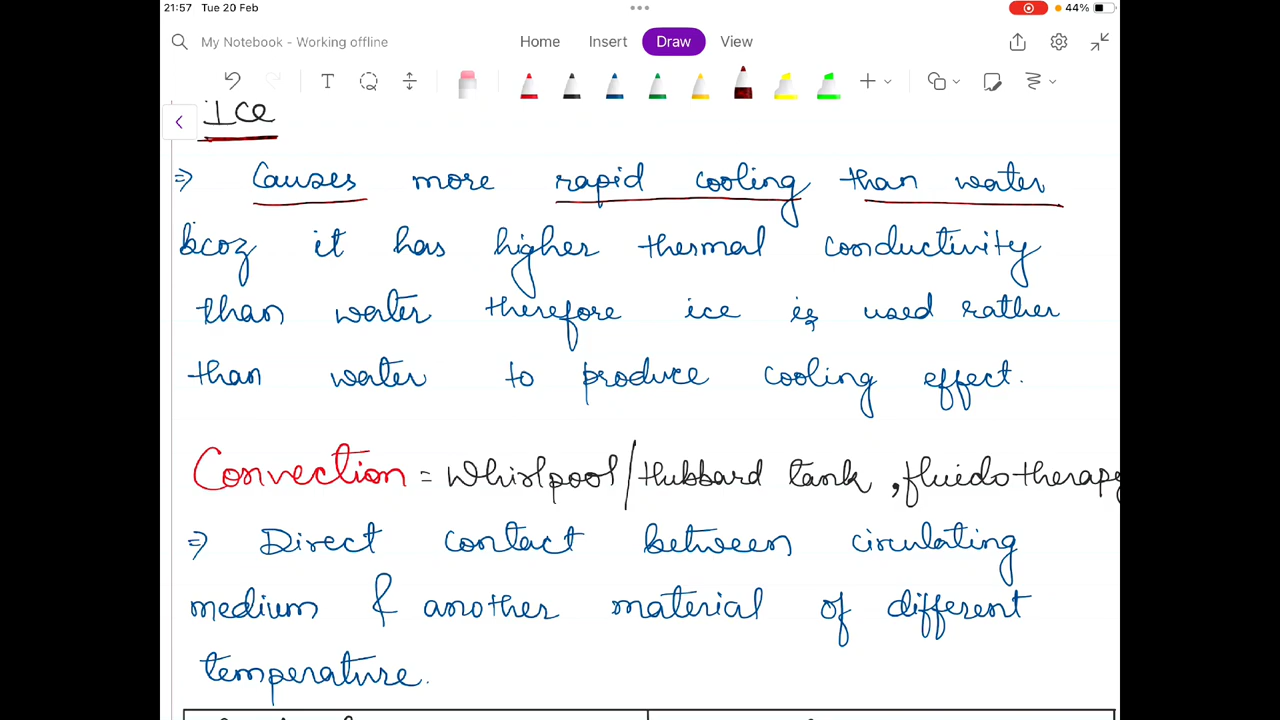 21:57 Tue 20 Feb
44%
My Notebook - Working offline
Home Insert Draw View
Ice
⇒ Causes more rapid cooling than water
bcoz it has higher thermal conductivity
than water therefore ice is used rather
than water to produce cooling effect.
Convection = Whirlpool/Hubbard tank, fluidotherapy
⇒ Direct contact between circulating
medium & another material of different
temperature.